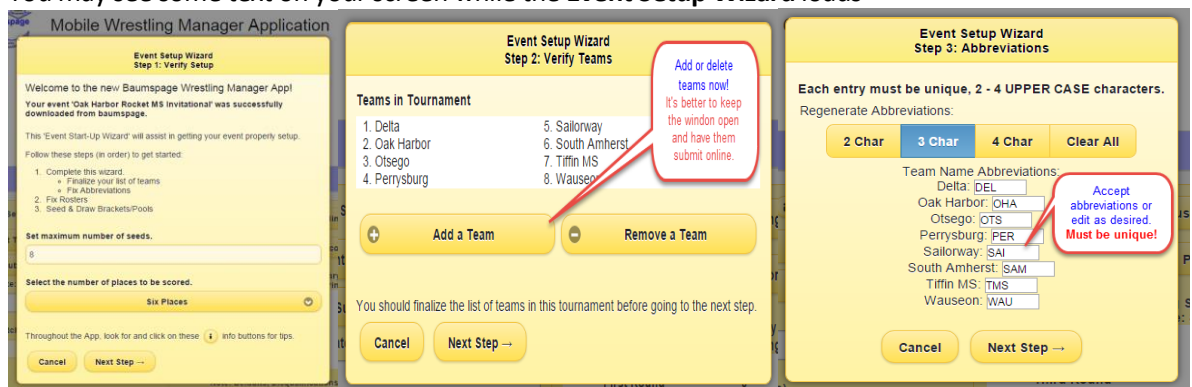 You may see some text on your screen while the Event Setup Wizard loads
Mobile Wrestling Manager Application
Event Setup Wizard
Step 1: Verify Setup
Welcome to the new Baumspage Wrestling Manager App!
Your event 'Oak Harbor Rocket MS Invitational' was successfully
downloaded from baumspage.
This 'Event Start-Up Wizard' will assist in getting your event properly setup.
Follow these steps (in order) to get started:
1. Complete this wizard.
Finalize your list of teams
Fix Abbreviations
2. Fix Rosters
3. Seed & Draw Brackets/Pools
Set maximum number of seeds.
8
Select the number of places to be scored.
Six Places
Throughout the App, look for and click on these i info buttons for tips.
Cancel
Next Step →
Event Setup Wizard
Step 2: Verify Teams
Teams in Tournament
1. Delta
2. Oak Harbor
3. Otsego
4. Perrysburg
5. Sailorway
6. South Amherst
7. Tiffin MS
8. Wauseon
Add or delete
teams now!
It's better to keep
the windon open
and have them
submit online.
Add a Team
Remove a Team
You should finalize the list of teams in this tournament before going to the next step.
Cancel
Next Step →
Event Setup Wizard
Step 3: Abbreviations
Each entry must be unique, 2 - 4 UPPER CASE characters.
Regenerate Abbreviations:
2 Char
3 Char
4 Char
Clear All
Team Name Abbreviations:
Delta: DEL
Oak Harbor: OHA
Otsego: OTS
Perrysburg: PER
Sailorway: SAI
South Amherst: SAM
Tiffin MS: TMS
Wauseon: WAU
Accept
abbreviations or
edit as desired.
Must be unique!
Cancel
Next Step →